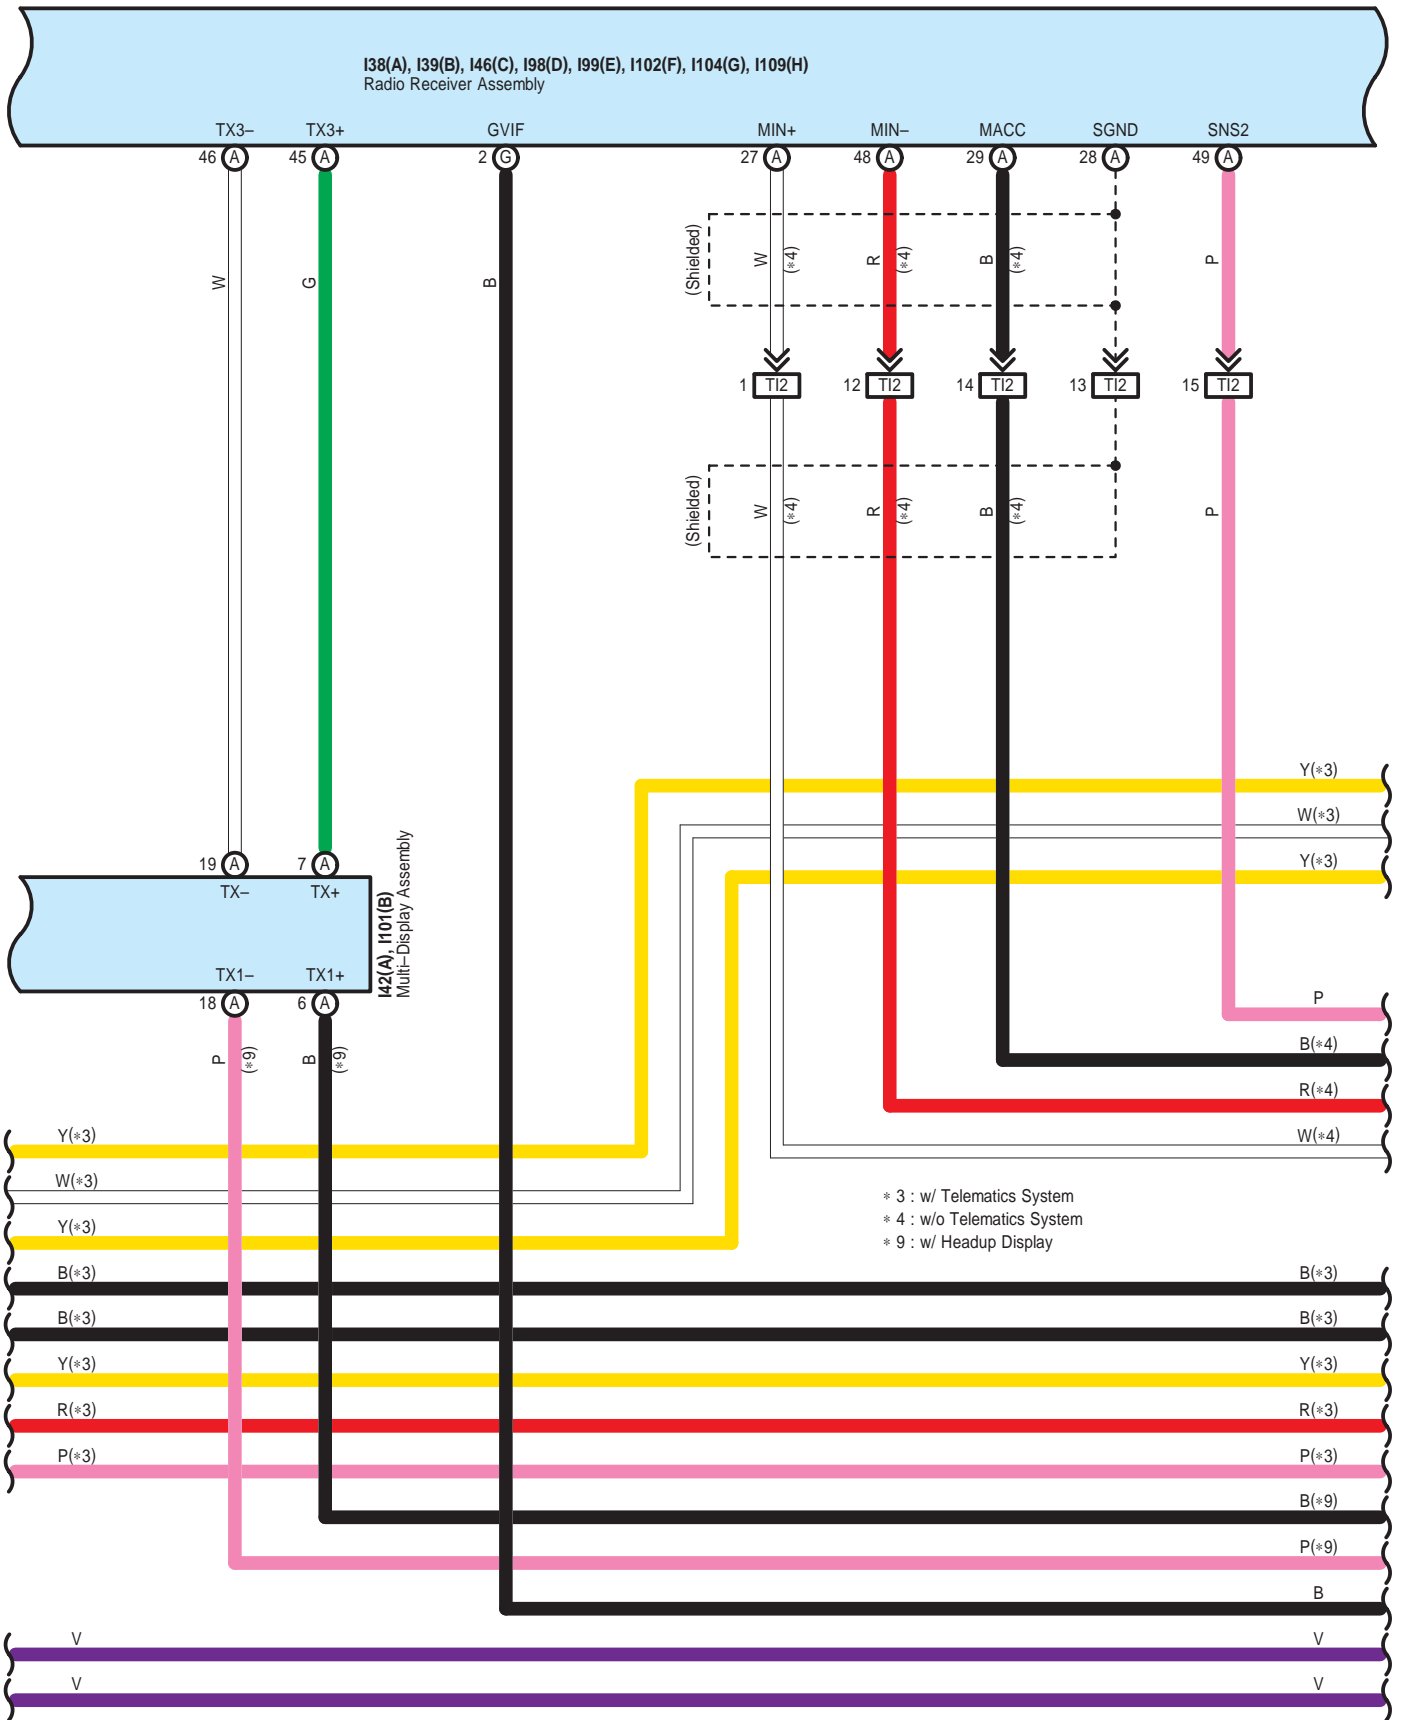 I38(A), I39(B), I46(C), I98(D), I99(E), I102(F), I104(G), I109(H)
Radio Receiver Assembly
TX3– TX3+ GVIF MIN+ MIN– MACC SGND SNS2
46 A 45 A 2 G 27 A 48 A 29 A 28 A 49 A
(Shielded) W (∗4) R (∗4) B (∗4) P
W G B
1 TI2 12 TI2 14 TI2 13 TI2 15 TI2
(Shielded) W (∗4) R (∗4) B (∗4) P
Y(∗3)
W(∗3)
Y(∗3)
19 A 7 A
TX– TX+
I42(A), I101(B)
Multi–Display Assembly
TX1– TX1+
18 A 6 A
P (∗9) B (∗9)
P
B(∗4)
R(∗4)
Y(∗3) W(∗4)
W(∗3)
Y(∗3)
∗ 3 : w/ Telematics System
∗ 4 : w/o Telematics System
∗ 9 : w/ Headup Display
B(∗3) B(∗3)
B(∗3) B(∗3)
Y(∗3) Y(∗3)
R(∗3) R(∗3)
P(∗3) P(∗3)
B(∗9)
P(∗9)
B
V V
V V